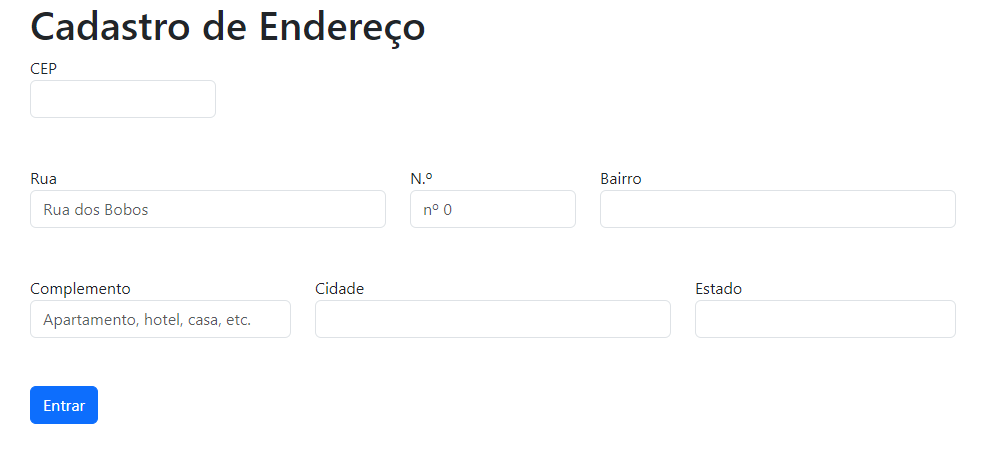 Cadastro de Endereço
CEP
Rua
N.º
Bairro
Rua dos Bobos
nº 0
Complemento
Cidade
Estado
Apartamento, hotel, casa, etc.
Entrar